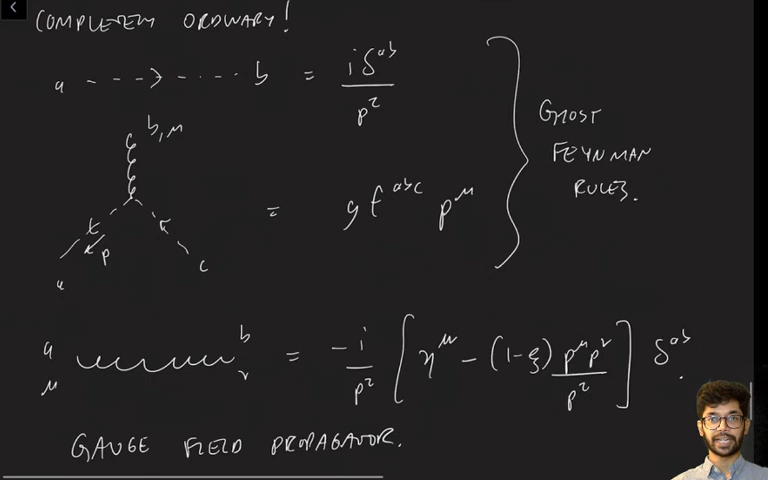 COMPLETELY ORDINARY!
a b = iδ^{ab} / p²
b, μ
GHOST
FEYNMAN
RULES.
p = g f^{abc} p^μ
a c
a b = -i / p² [ η^{μν} - (1-ξ) p^μ p^ν / p² ] δ^{ab}.
μ ν
GAUGE FIELD PROPAGATOR.